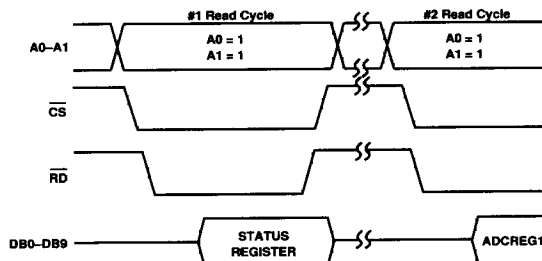 #1 Read Cycle
#2 Read Cycle
A0–A1
A0 = 1
A1 = 1
A0 = 1
A1 = 1
CS
RD
DB0–DB9
STATUS
REGISTER
ADCREG1